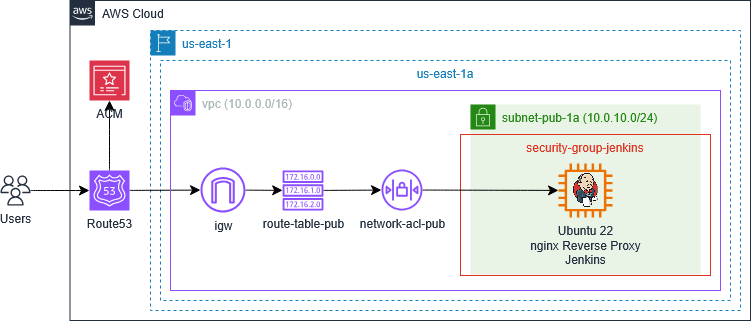 aws
AWS Cloud
us-east-1
us-east-1a
vpc (10.0.0.0/16)
subnet-pub-1a (10.0.10.0/24)
security-group-jenkins
ACM
Users
53
Route53
igw
172.16.0.0
172.16.1.0
172.16.2.0
route-table-pub
network-acl-pub
Ubuntu 22
nginx Reverse Proxy
Jenkins